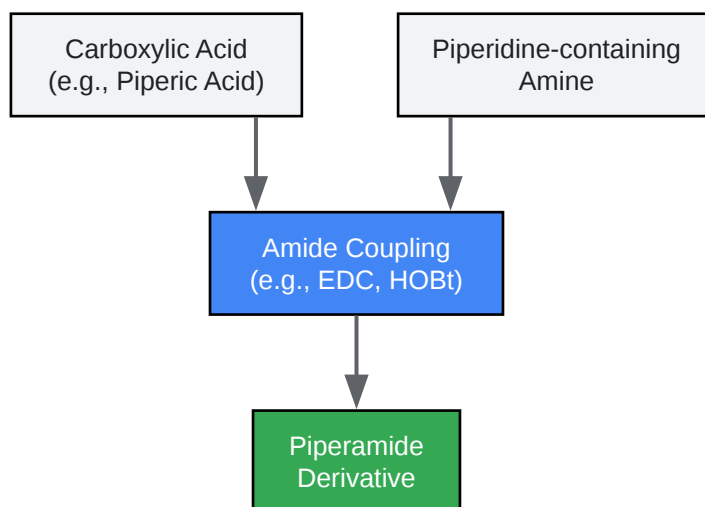 Carboxylic Acid
(e.g., Piperic Acid)
Piperidine-containing
Amine
Amide Coupling
(e.g., EDC, HOBt)
Piperamide
Derivative